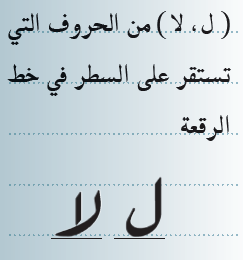 ( ل، لا ) من الحروف التي
تستقر على السطر في خط
الرقعة
ل لا